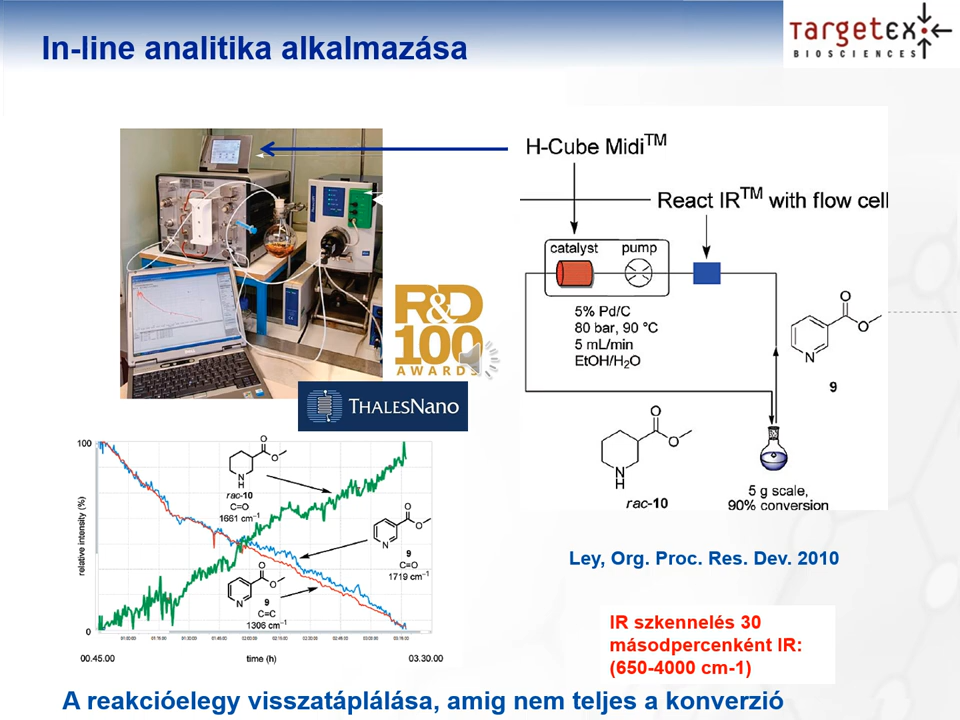 In-line analitika alkalmazása
TARGETEX
BIOSCIENCES
H-Cube Midi™
React IR™ with flow cell
catalyst pump
5% Pd/C
80 bar, 90 °C
5 mL/min
EtOH/H₂O
O
O
N
9
O
O
N
H
rac-10
5 g scale,
90% conversion
R&D
100
AWARDS
THALESNANO
100
relative intensity (%)
0
O
O
N
H
rac-10
C=O
1661 cm⁻¹
O
O
N
9
C=O
1719 cm⁻¹
O
O
N
9
C=C
1306 cm⁻¹
00.45.00 time (h) 03.30.00
Ley, Org. Proc. Res. Dev. 2010
IR szkennelés 30
másodpercenként IR:
(650-4000 cm-1)
A reakcióelegy visszatáplálása, amig nem teljes a konverzió